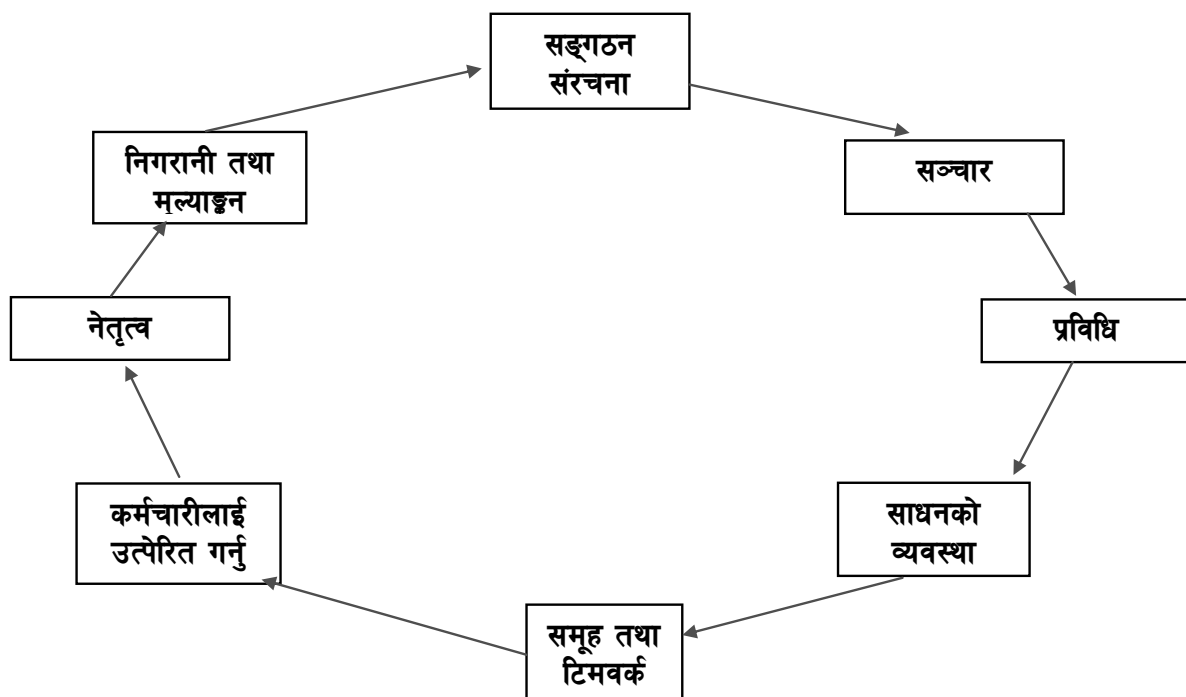 सङ्गठन
संरचना
सञ्चार
प्रविधि
साधनको
व्यवस्था
समूह तथा
टिमवर्क
कर्मचारीलाई
उत्पेरित गर्नु
नेतृत्व
निगरानी तथा
मूल्याङ्कन